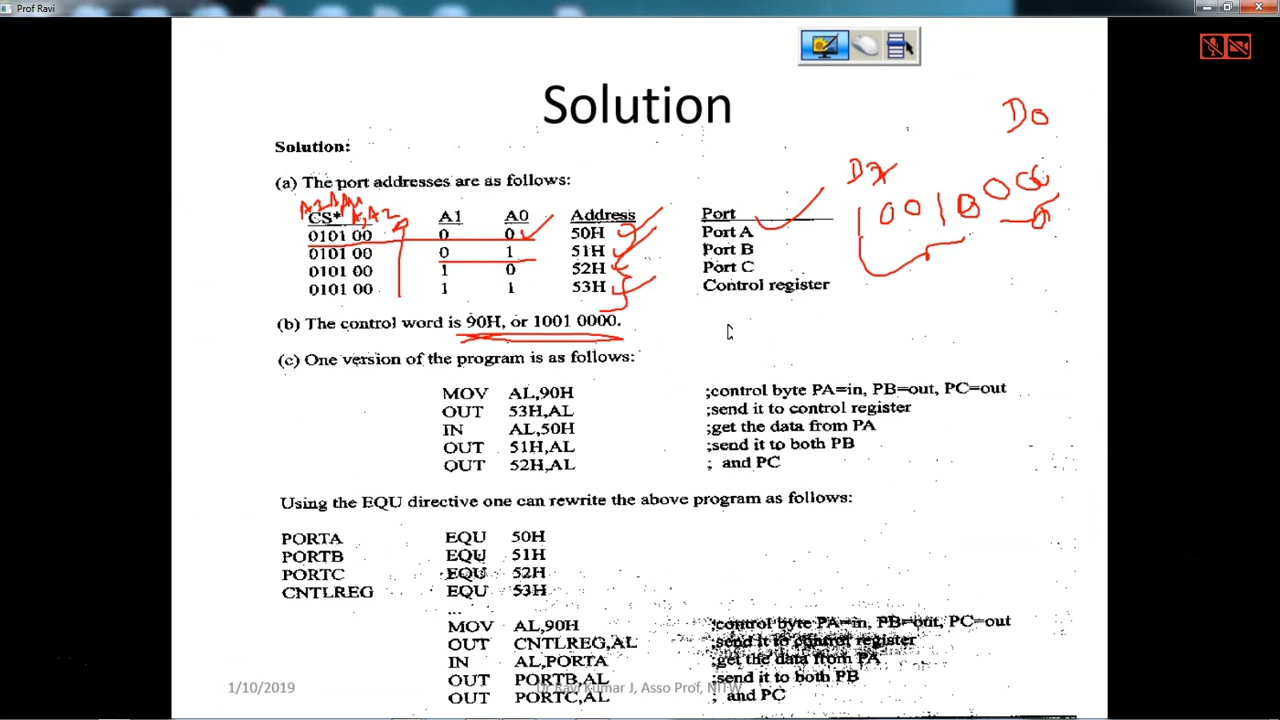 Prof Ravi
Solution
D0
Solution:
D7
(a) The port addresses are as follows:
CS* A1 A0 Address Port
0101 00 0 0 50H Port A
0101 00 0 1 51H Port B
0101 00 1 0 52H Port C
0101 00 1 1 53H Control register
(b) The control word is 90H, or 1001 0000.
(c) One version of the program is as follows:
MOV AL,90H ;control byte PA=in, PB=out, PC=out
OUT 53H,AL ;send it to control register
IN AL,50H ;get the data from PA
OUT 51H,AL ;send it to both PB
OUT 52H,AL ; and PC
Using the EQU directive one can rewrite the above program as follows:
PORTA EQU 50H
PORTB EQU 51H
PORTC EQU 52H
CNTLREG EQU 53H
...
MOV AL,90H ;control byte PA=in, PB=out, PC=out
OUT CNTLREG,AL ;send it to control register
IN AL,PORTA ;get the data from PA
OUT PORTB,AL ;send it to both PB
1/10/2019 Dr Ravi Kumar J, Asso Prof, NITW
OUT PORTC,AL ; and PC